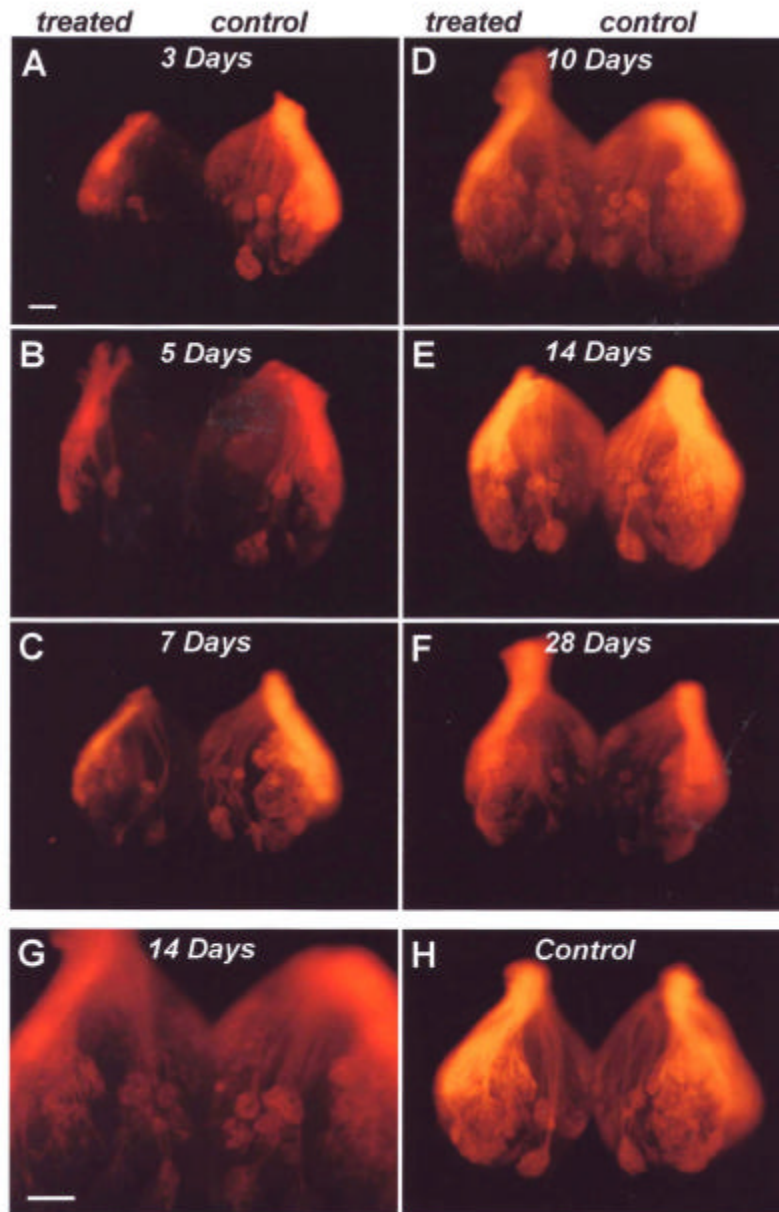 treated control treated control
A 3 Days D 10 Days
B 5 Days E 14 Days
C 7 Days F 28 Days
G 14 Days H Control